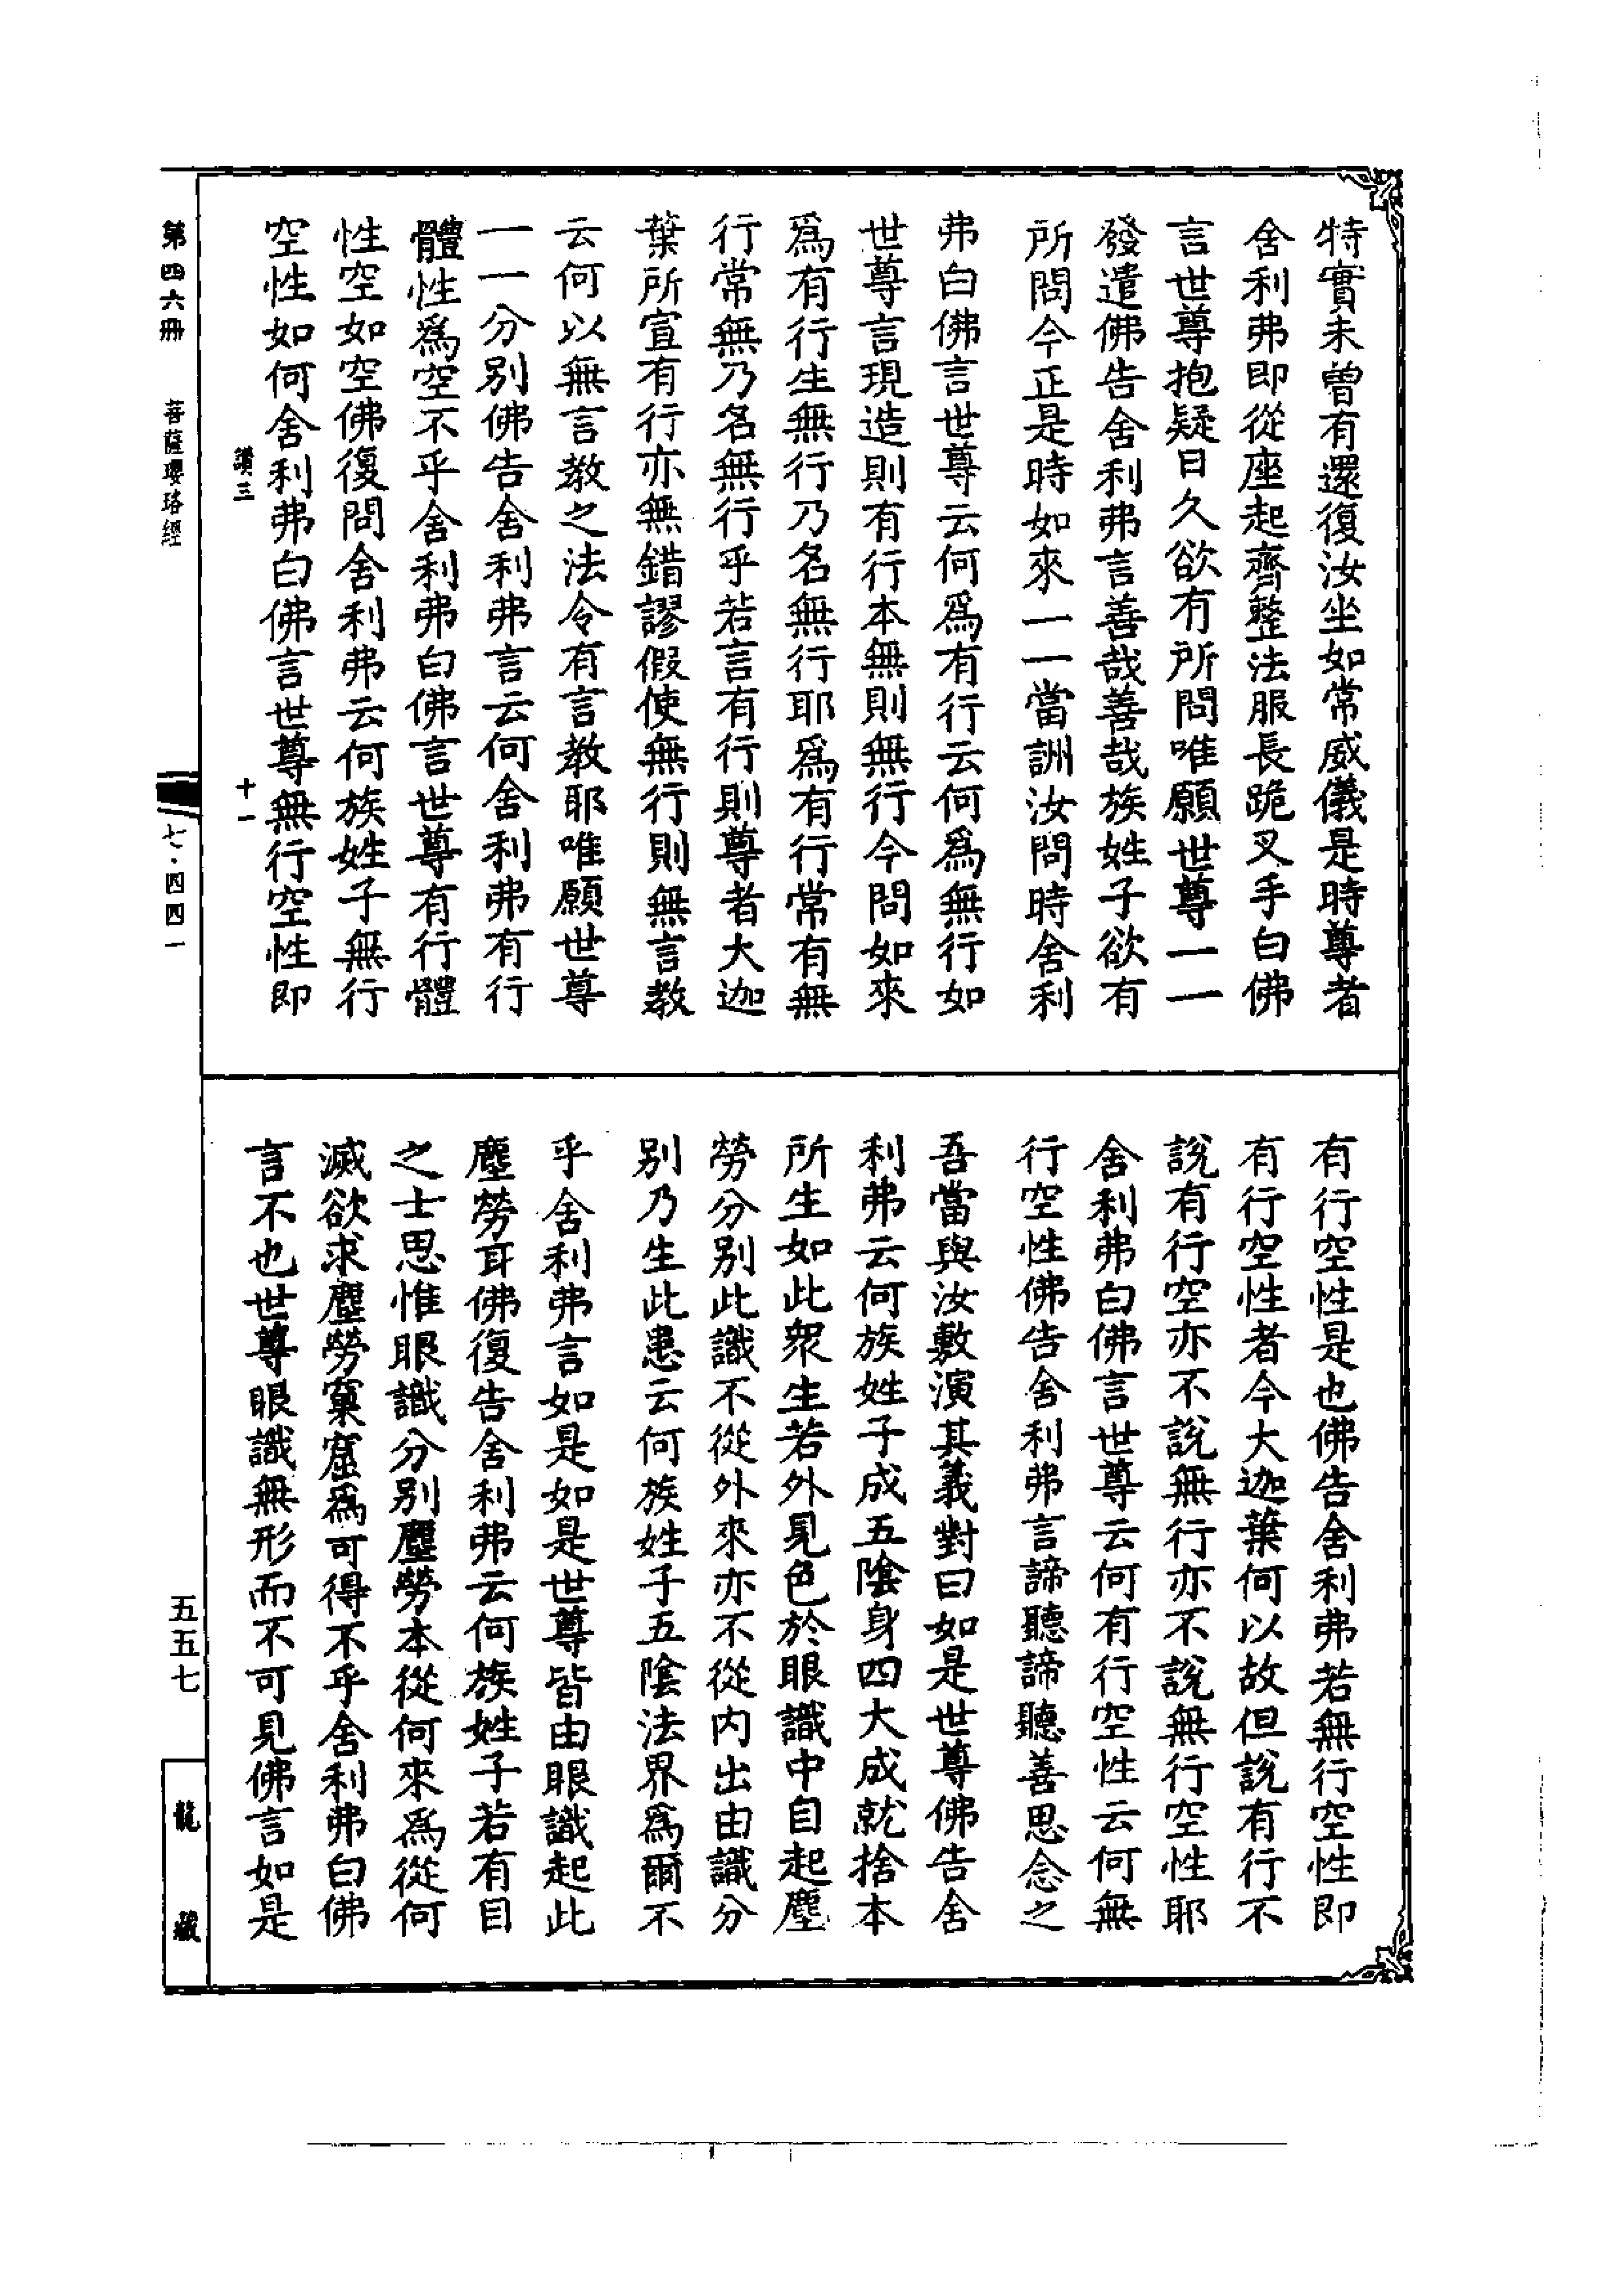 特實未曾有還復汝坐如常威儀是時尊者
舍利弗即從座起齊整法服長跪叉手白佛
言世尊抱疑日久欲有所問唯願世尊一一
發遣佛告舍利弗言善哉善哉族姓子欲有
所問今正是時如來一一當詶汝問時舍利
弗白佛言世尊云何爲有行云何爲無行如
世尊言現造則有行本無則無行今問如來
爲有行生無行乃名無行耶爲有行常有無
行常無乃名無行乎若言有行則尊者大迦
葉所宣有行亦無錯謬假使無行則無言教
云何以無言教之法令有言教耶唯願世尊
一一分別佛告舍利弗言云何舍利弗有行
體性爲空不乎舍利弗白佛言世尊有行體
性空如空佛復問舍利弗云何族姓子無行
空性如何舍利弗白佛言世尊無行空性即
讚三 十一
有行空性是也佛告舍利弗若無行空性即
有行空性者今大迦葉何以故但說有行不
說有行空亦不說無行亦不說無行空性耶
舍利弗白佛言世尊云何有行空性云何無
行空性佛告舍利弗言諦聽諦聽善思念之
吾當與汝敷演其義對曰如是世尊佛告舍
利弗云何族姓子成五陰身四大成就捨本
所生如此眾生若外見色於眼識中自起塵
勞分別此識不從外來亦不從内出由識分
別乃生此患云何族姓子五陰法界爲爾不
乎舍利弗言如是如是世尊皆由眼識起此
塵勞耳佛復告舍利弗云何族姓子若有目
之士思惟眼識分別塵勞本從何來爲從何
滅欲求塵勞窠窟爲可得不乎舍利弗白佛
言不也世尊眼識無形而不可見佛言如是
第四六冊 菩薩瓔珞經
七·四四一
五五七
龍藏